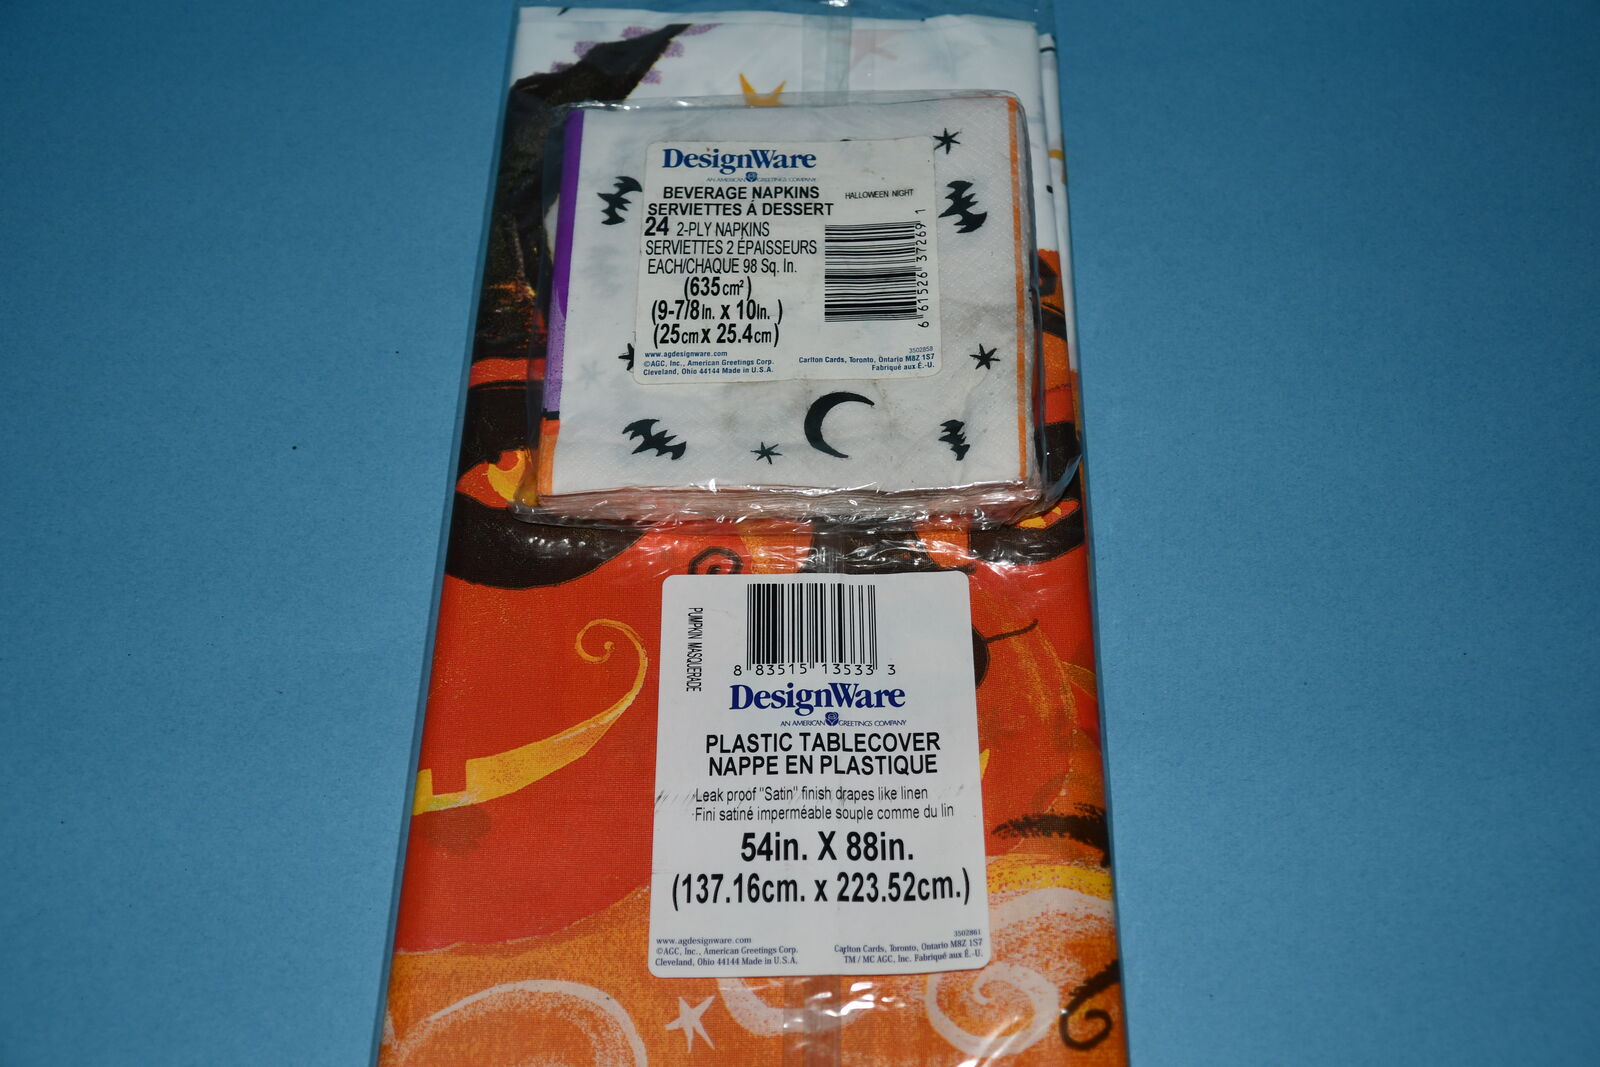 DesignWare
AN AMERICAN GREETINGS COMPANY
BEVERAGE NAPKINS
SERVIETTES Á DESSERT
24 2-PLY NAPKINS
SERVIETTES 2 ÉPAISSEURS
EACH/CHAQUE 98 Sq. In.
(635 cm²)
(9-7/8 In. x 10In. )
(25cm x 25.4cm)
HALLOWEEN NIGHT
6 61526 37269 1
www.agdesignware.com
©AGC, Inc., American Greetings Corp.
Cleveland, Ohio 44144 Made in U.S.A.
3502858
Carlton Cards, Toronto, Ontario M8Z 1S7
Fabriqué aux É.-U.
PUMPKIN MASQUERADE
8 83515 13533 3
DesignWare
AN AMERICAN GREETINGS COMPANY
PLASTIC TABLECOVER
NAPPE EN PLASTIQUE
·Leak proof "Satin" finish drapes like linen
·Fini satiné imperméable souple comme du lin
54in. X 88in.
(137.16cm. x 223.52cm.)
www.agdesignware.com
©AGC, Inc., American Greetings Corp.
Cleveland, Ohio 44144 Made in U.S.A.
3502861
Carlton Cards, Toronto, Ontario M8Z 1S7
TM / MC AGC, Inc. Fabriqué aux É.-U.